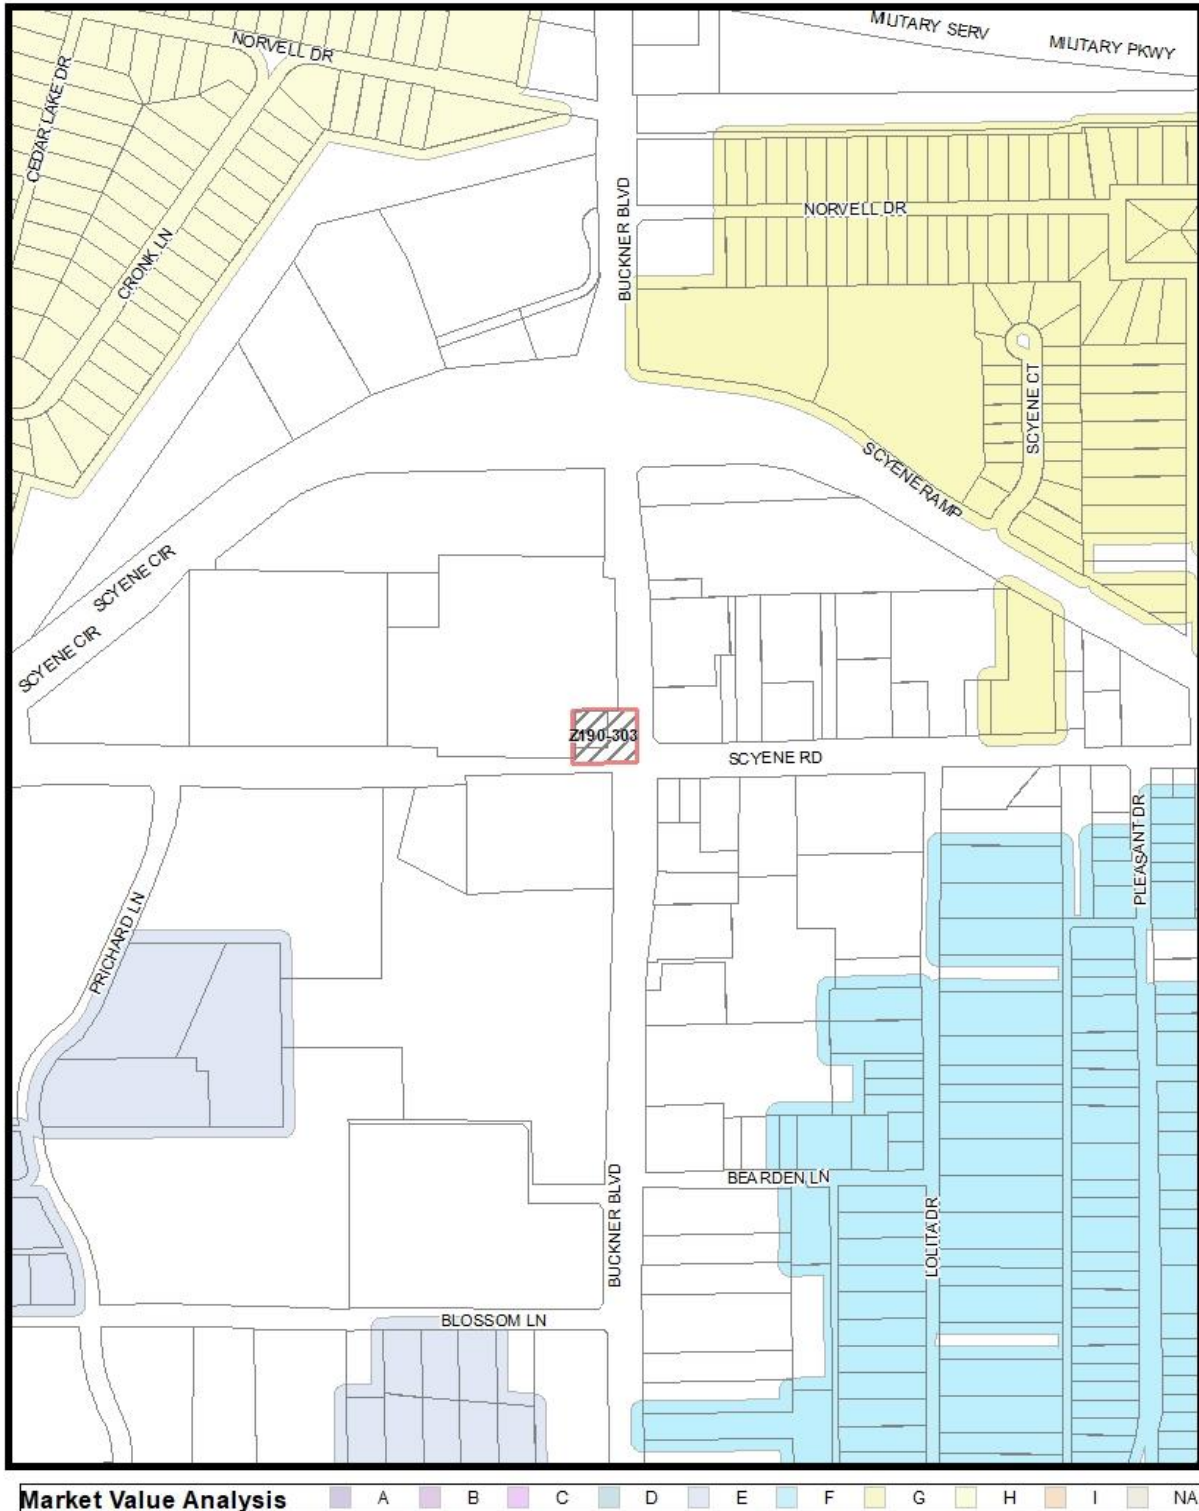 MILITARY SERV
MILITARY PKWY
NORVELL DR
CEDAR LAKE DR
BUCKNER BLVD
NORVELL DR
CRONK LN
SCYENE CT
SCYENE RAMP
SCYENE CIR
SCYENE CIR
Z190-303
SCYENE RD
PLEASANT DR
PRICHARD LN
BEARDEN LN
BUCKNER BLVD
LOLITA DR
BLOSSOM LN
Market Value Analysis A B C D E F G H I NA